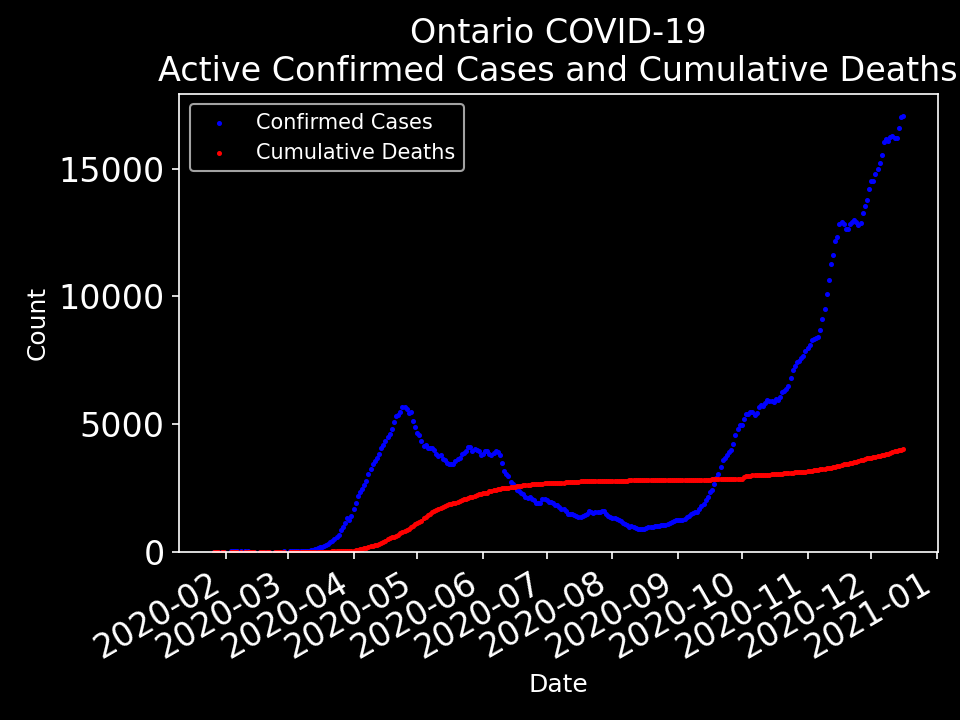 Ontario COVID-19
Active Confirmed Cases and Cumulative Deaths
Confirmed Cases
Cumulative Deaths
15000
10000
5000
0
Count
2020-02
2020-03
2020-04
2020-05
2020-06
2020-07
2020-08
2020-09
2020-10
2020-11
2020-12
2021-01
Date